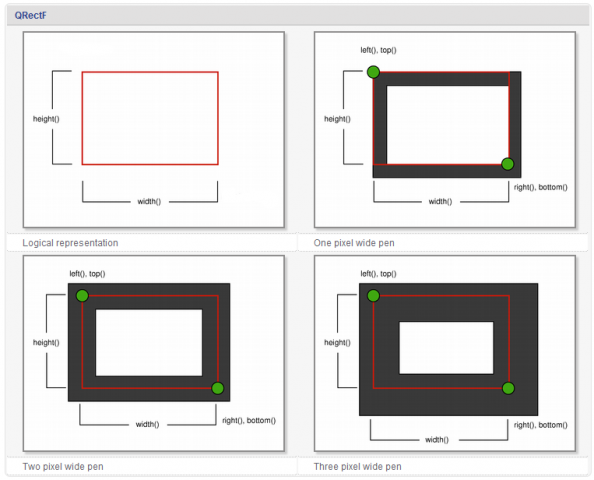 QRectF
height()
width()
Logical representation
left(), top()
height()
right(), bottom()
width()
One pixel wide pen
left(), top()
height()
right(), bottom()
width()
Two pixel wide pen
left(), top()
height()
right(), bottom()
width()
Three pixel wide pen